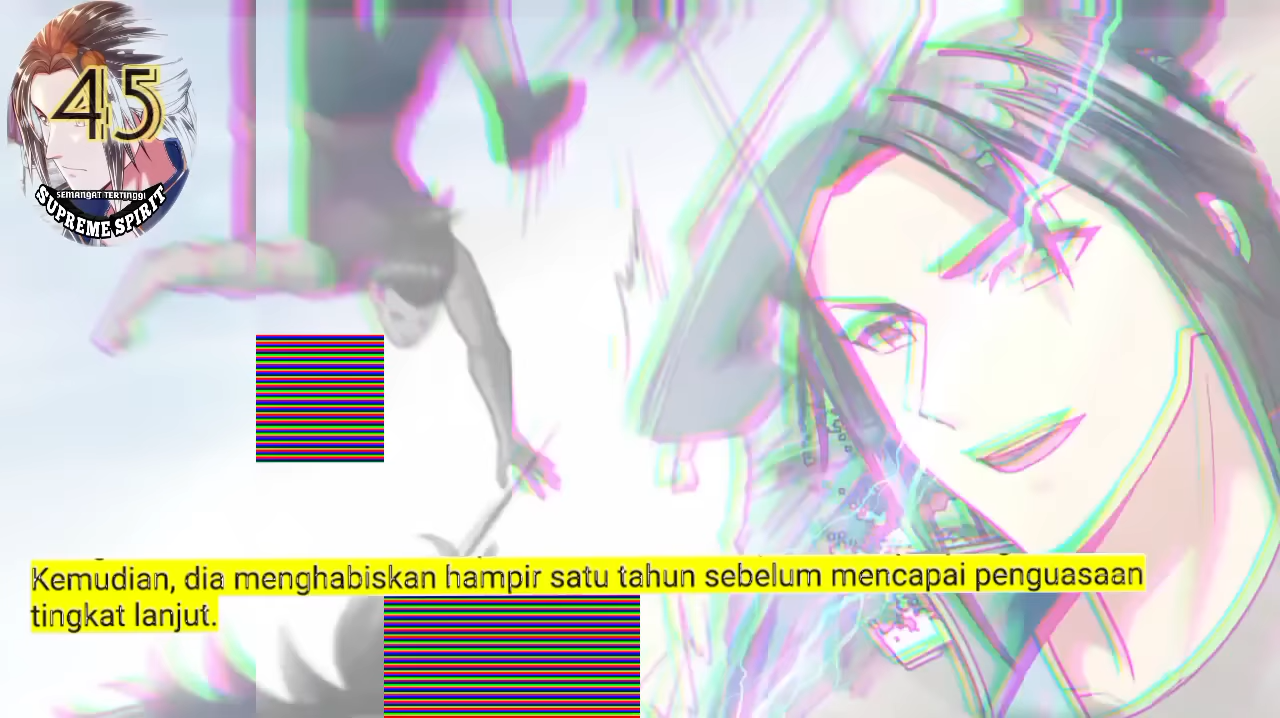 45
SEMANGAT TERTINGGI
SUPREME SPIRIT
Kemudian, dia menghabiskan hampir satu tahun sebelum mencapai penguasaan
tingkat lanjut.